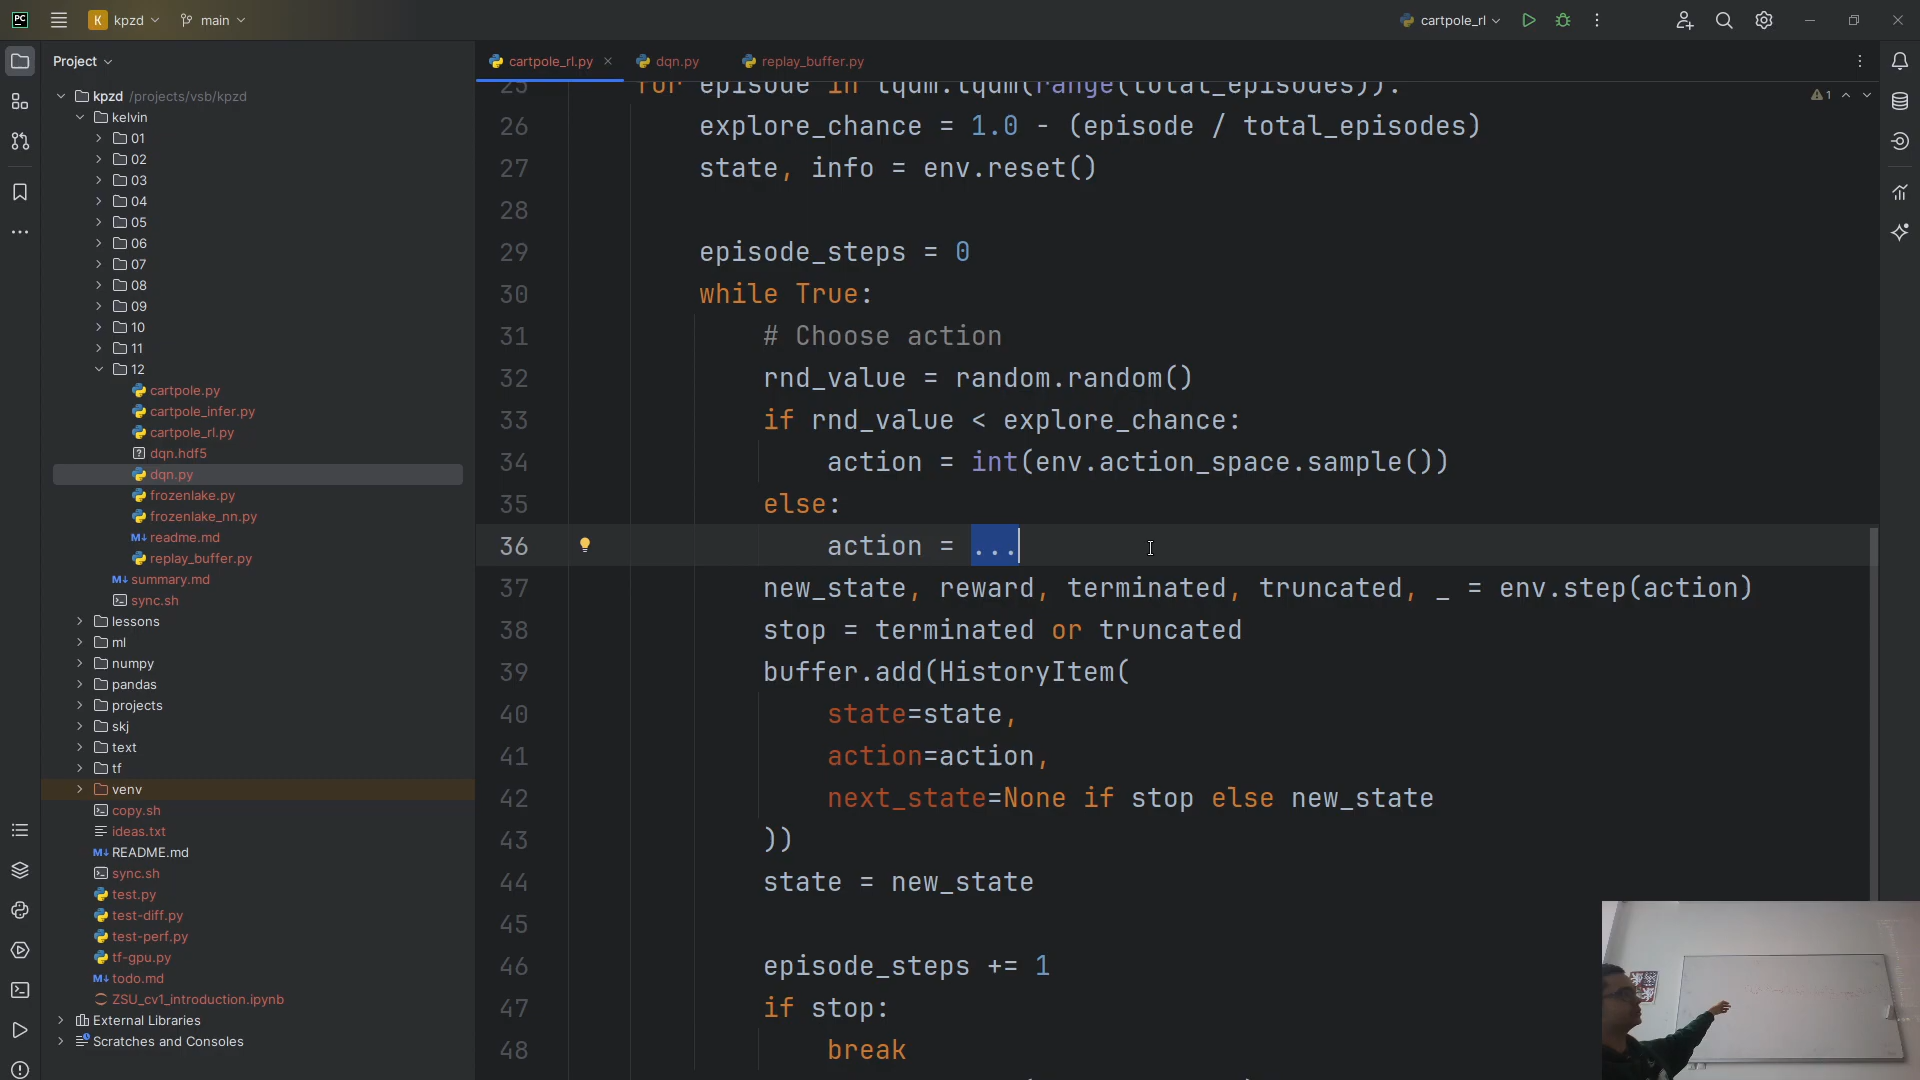 PC
K
kpzd
main
cartpole_rl
Project
cartpole_rl.py
dqn.py
replay_buffer.py
kpzd /projects/vsb/kpzd
kelvin
01
02
03
04
05
06
07
08
09
10
11
12
cartpole.py
cartpole_infer.py
cartpole_rl.py
dqn.hdf5
dqn.py
frozenlake.py
frozenlake_nn.py
readme.md
replay_buffer.py
summary.md
sync.sh
lessons
ml
numpy
pandas
projects
skj
text
tf
venv
copy.sh
ideas.txt
README.md
sync.sh
test.py
test-diff.py
test-perf.py
tf-gpu.py
todo.md
ZSU_cv1_introduction.ipynb
External Libraries
Scratches and Consoles
1
25 for episode in tqdm.tqdm(range(total_episodes)):
26 explore_chance = 1.0 - (episode / total_episodes)
27 state, info = env.reset()
28
29 episode_steps = 0
30 while True:
31 # Choose action
32 rnd_value = random.random()
33 if rnd_value < explore_chance:
34 action = int(env.action_space.sample())
35 else:
36 action = ...
37 new_state, reward, terminated, truncated, _ = env.step(action)
38 stop = terminated or truncated
39 buffer.add(HistoryItem(
40 state=state,
41 action=action,
42 next_state=None if stop else new_state
43 ))
44 state = new_state
45
46 episode_steps += 1
47 if stop:
48 break